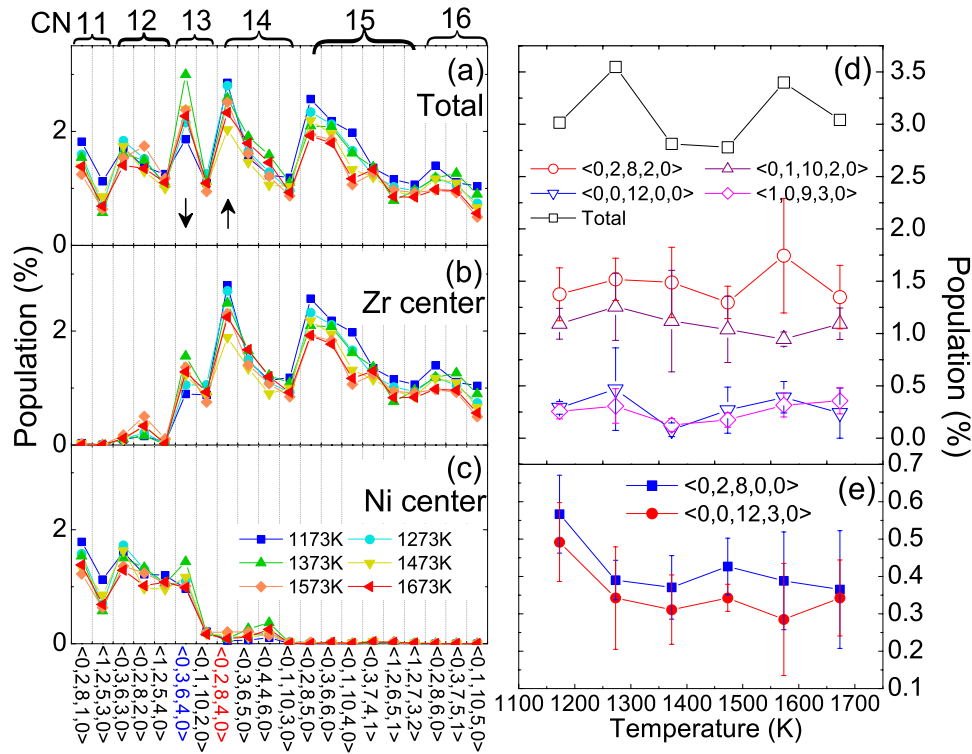 CN 11 12 13 14 15 16
(a)
Total
2
0
(b)
Zr center
2
0
(c)
Ni center
2
0
1173K 1273K
1373K 1473K
1573K 1673K
Population (%)
<0,2,8,1,0>
<1,2,5,3,0>
<0,3,6,3,0>
<0,2,8,2,0>
<1,2,5,4,0>
<0,3,6,4,0>
<0,1,10,2,0>
<0,2,8,4,0>
<0,3,6,5,0>
<0,4,4,6,0>
<0,1,10,3,0>
<0,2,8,5,0>
<0,3,6,6,0>
<0,1,10,4,0>
<0,3,7,4,1>
<1,2,6,5,1>
<1,2,7,3,2>
<0,2,8,6,0>
<0,3,7,5,1>
<0,1,10,5,0>
(d)
<0,2,8,2,0> <0,1,10,2,0>
<0,0,12,0,0> <1,0,9,3,0>
Total
3.5
3.0
2.5
2.0
1.5
1.0
0.5
0.0
(e)
<0,2,8,0,0>
<0,0,12,3,0>
0.7
0.6
0.5
0.4
0.3
0.2
0.1
Population (%)
1100 1200 1300 1400 1500 1600 1700
Temperature (K)